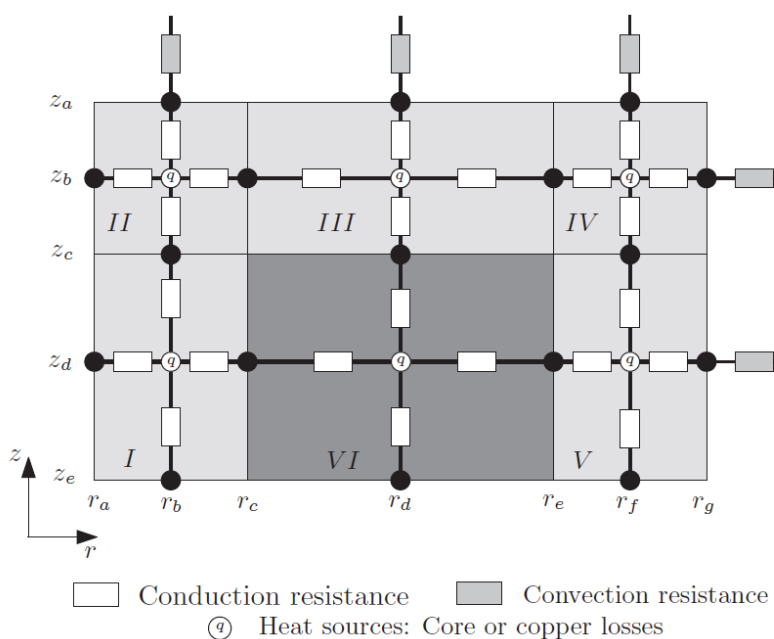 z_a
z_b q q q
II III IV
z_c
z_d q q q
I VI V
z z_e
r_a r_b r_c r_d r_e r_f r_g
r
Conduction resistance Convection resistance
q Heat sources: Core or copper losses